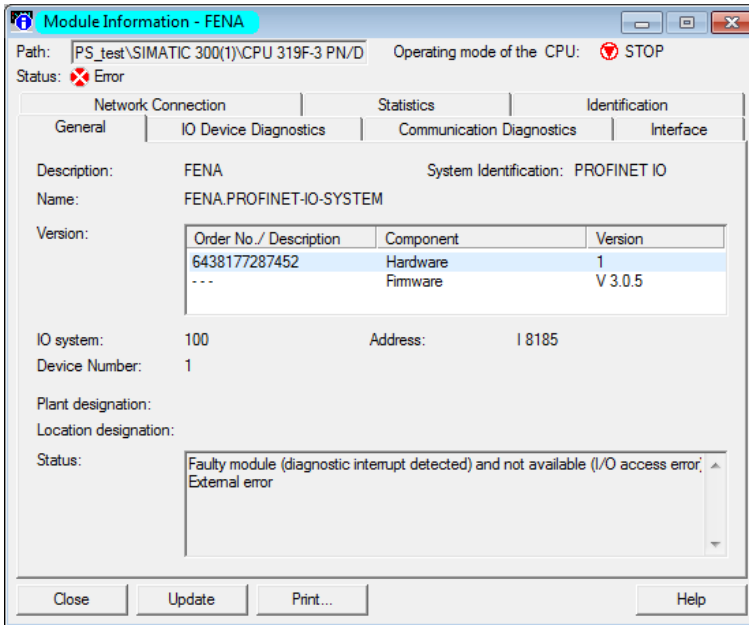 Module Information - FENA
Path: PS_test\SIMATIC 300(1)\CPU 319F-3 PN/D Operating mode of the CPU: STOP
Status: Error
Network Connection Statistics Identification
General IO Device Diagnostics Communication Diagnostics Interface
Description: FENA System Identification: PROFINET IO
Name: FENA.PROFINET-IO-SYSTEM
Version: Order No./ Description Component Version
6438177287452 Hardware 1
- - - Firmware V 3.0.5
IO system: 100 Address: I 8185
Device Number: 1
Plant designation:
Location designation:
Status: Faulty module (diagnostic interrupt detected) and not available (I/O access error)
External error
Close Update Print... Help